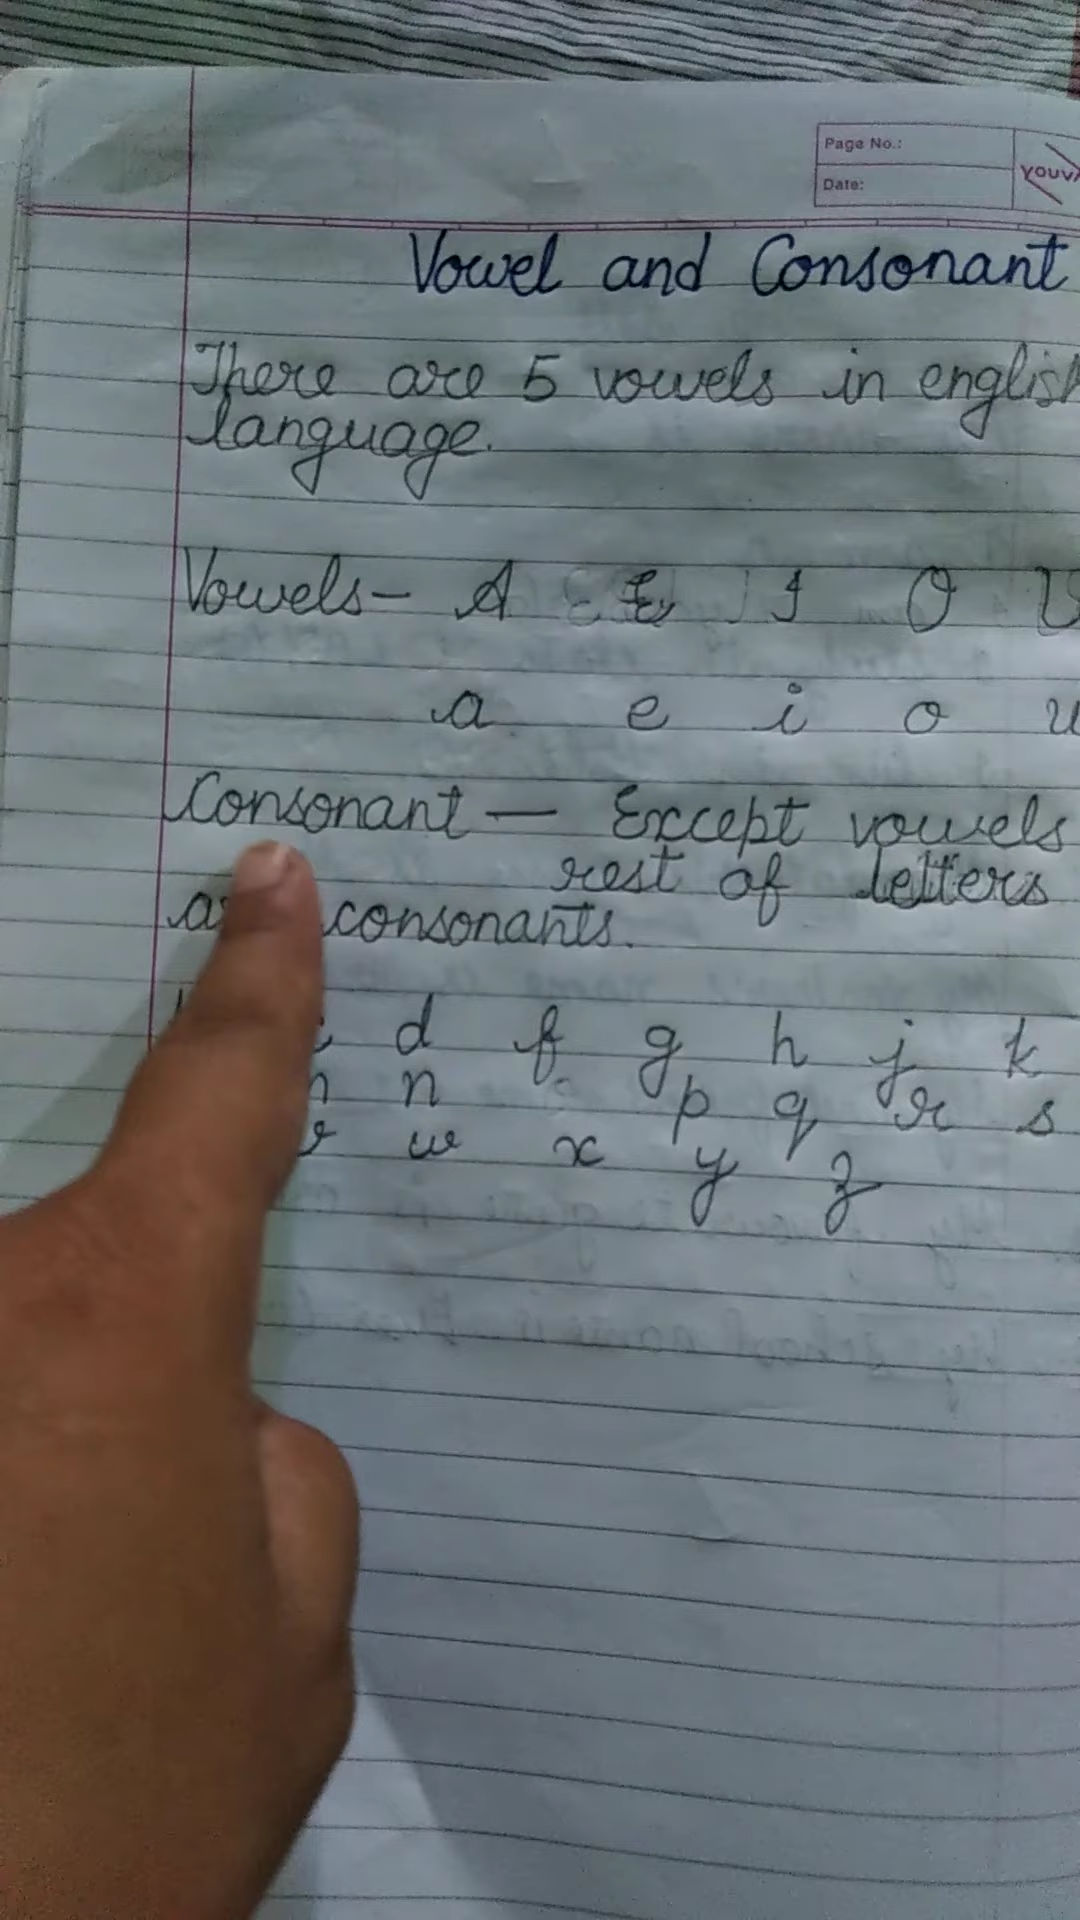 Page No.:
Date:
Vowel and Consonant
There are 5 vowels in english
language.
Vowels- A E I O U
a e i o u
Consonant — Except vowels
rest of letters
consonants.
d f g h j k
n p q r s
v w x y z